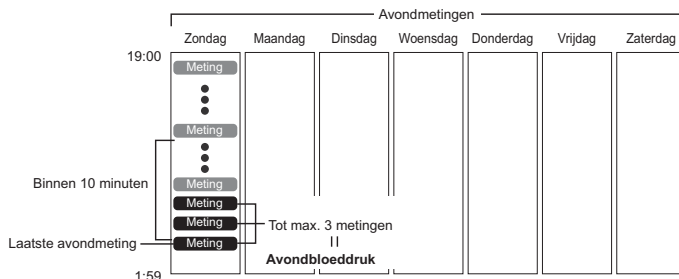 Avondmetingen
Zondag Maandag Dinsdag Woensdag Donderdag Vrijdag Zaterdag
19:00
Meting
Meting
Binnen 10 minuten
Meting
Meting
Meting
Tot max. 3 metingen
Laatste avondmeting
Meting
Avondbloeddruk
1:59